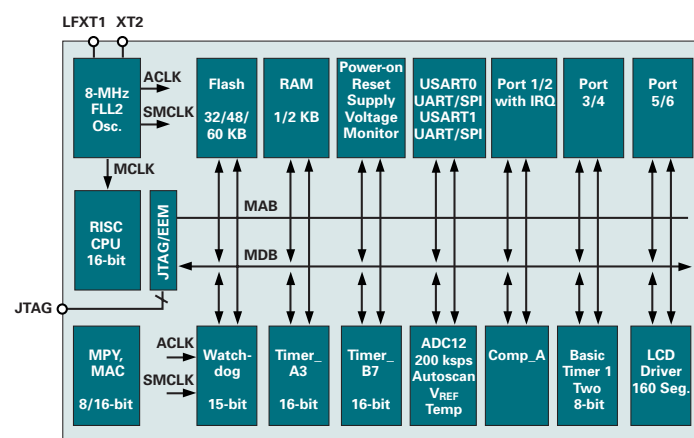 LFXT1 XT2
8-MHz
FLL2
Osc.
ACLK
SMCLK
MCLK
Flash
32/48/
60 KB
RAM
1/2 KB
Power-on
Reset
Supply
Voltage
Monitor
USART0
UART/SPI
USART1
UART/SPI
Port 1/2
with IRQ
Port
3/4
Port
5/6
RISC
CPU
16-bit
JTAG/EEM
MAB
MDB
JTAG
MPY,
MAC
8/16-bit
ACLK
SMCLK
Watch-
dog
15-bit
Timer_
A3
16-bit
Timer_
B7
16-bit
ADC12
200 ksps
Autoscan
VREF
Temp
Comp_A
Basic
Timer 1
Two
8-bit
LCD
Driver
160 Seg.